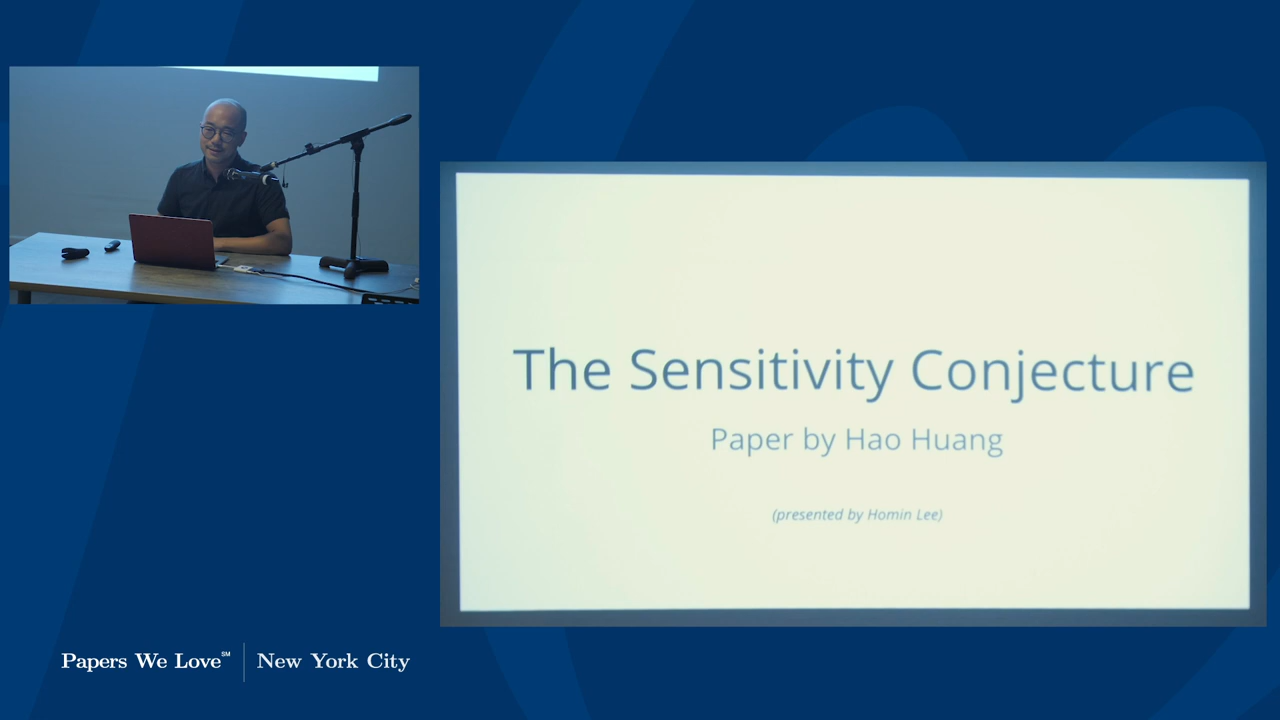 The Sensitivity Conjecture
Paper by Hao Huang
(presented by Homin Lee)
Papers We Love℠ | New York City